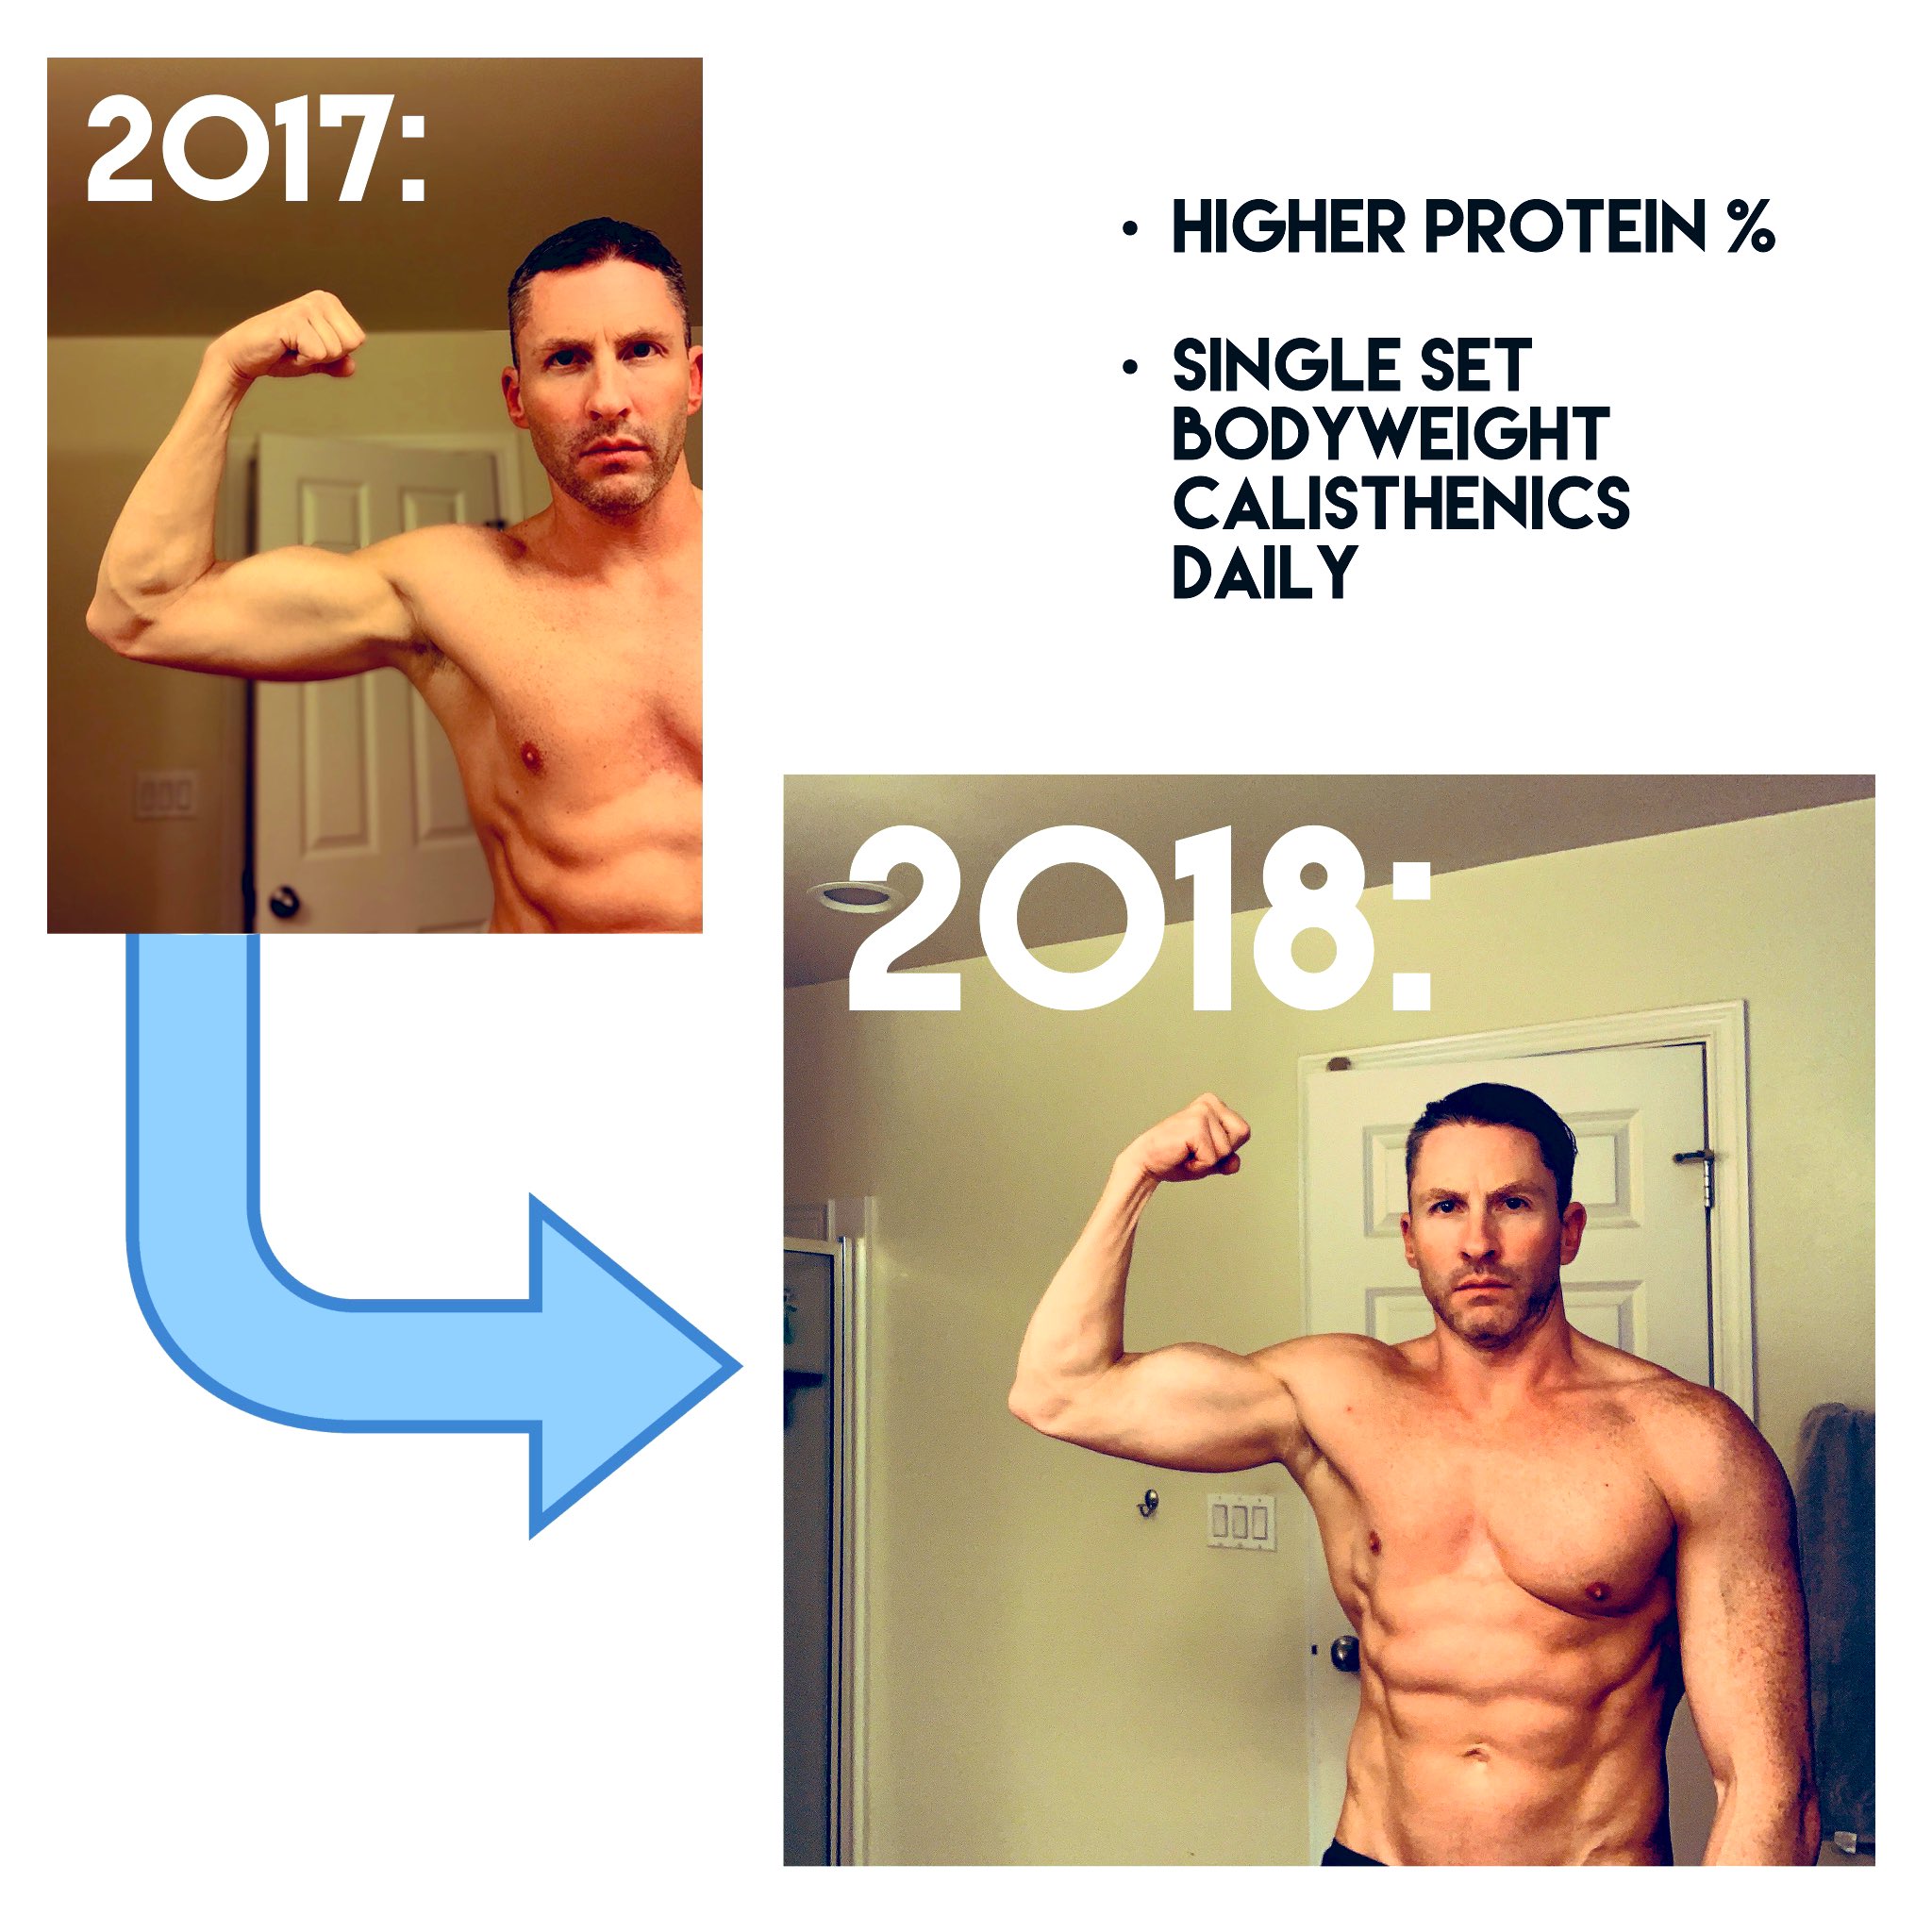 2017:
• HIGHER PROTEIN %
• SINGLE SET
BODYWEIGHT
CALISTHENICS
DAILY
2018: